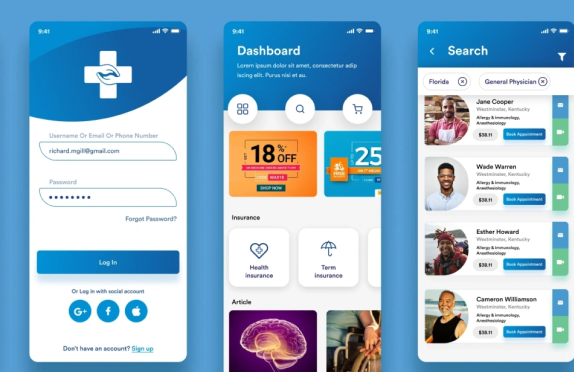 9:41
Username Or Email Or Phone Number
richard.mgill@gmail.com
Password
Forgot Password?
Log In
Or Log in with social account
G+
f
Don't have an account? Sign up
9:41
Dashboard
Lorem ipsum dolor sit amet, consectetur adip
iscing elit. Purus nisi et au.
18% OFF
SHOP NOW
25
Insurance
Health
insurance
Term
insurance
Article
9:41
Search
Florida
General Physician
Jane Cooper
Westminster, Kentucky
Allergy & Immunology,
Anesthesiology
$38.11
Book Appointment
Wade Warren
Westminster, Kentucky
Allergy & Immunology,
Anesthesiology
$38.11
Book Appointment
Esther Howard
Westminster, Kentucky
Allergy & Immunology,
Anesthesiology
$38.11
Book Appointment
Cameron Williamson
Westminster, Kentucky
Allergy & Immunology,
Anesthesiology
$38.11
Book Appointment